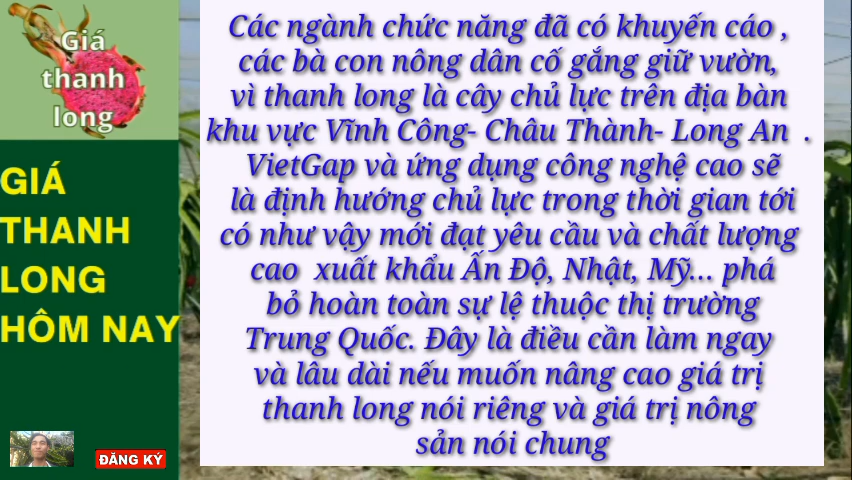 Giá
thanh
long
GIÁ
THANH
LONG
HÔM NAY
ĐĂNG KÝ
Các ngành chức năng đã có khuyến cáo ,
các bà con nông dân cố gắng giữ vườn,
vì thanh long là cây chủ lực trên địa bàn
khu vực Vĩnh Công- Châu Thành- Long An .
VietGap và ứng dụng công nghệ cao sẽ
là định hướng chủ lực trong thời gian tới
có như vậy mới đạt yêu cầu và chất lượng
cao xuất khẩu Ấn Độ, Nhật, Mỹ... phá
bỏ hoàn toàn sự lệ thuộc thị trường
Trung Quốc. Đây là điều cần làm ngay
và lâu dài nếu muốn nâng cao giá trị
thanh long nói riêng và giá trị nông
sản nói chung